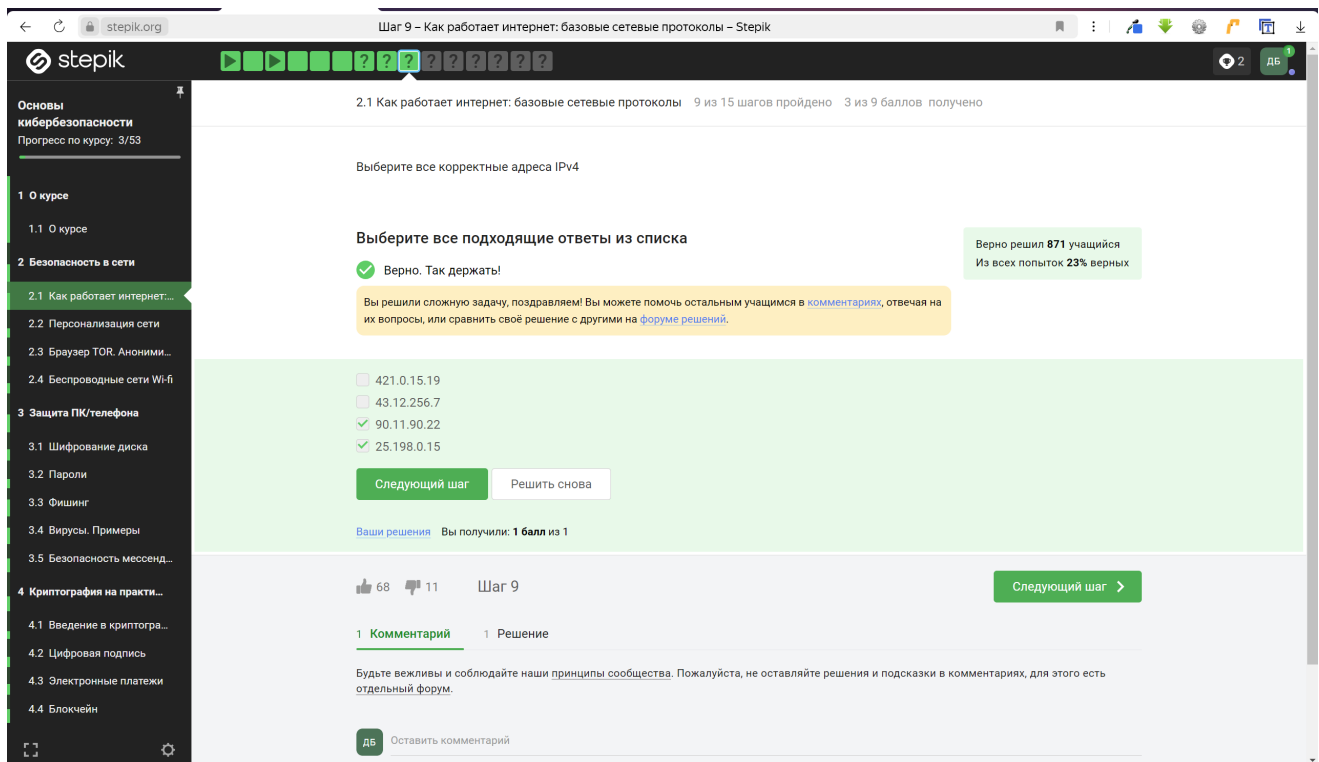 stepik.org
Шаг 9 – Как работает интернет: базовые сетевые протоколы – Stepik
stepik
? ? ? ? ? ? ? ? ? ?
2
ДБ
1
Основы
кибербезопасности
Прогресс по курсу: 3/53
1 О курсе
1.1 О курсе
2 Безопасность в сети
2.1 Как работает интернет:...
2.2 Персонализация сети
2.3 Браузер TOR. Аноними...
2.4 Беспроводные сети Wi-fi
3 Защита ПК/телефона
3.1 Шифрование диска
3.2 Пароли
3.3 Фишинг
3.4 Вирусы. Примеры
3.5 Безопасность мессенд...
4 Криптография на практи...
4.1 Введение в криптогра...
4.2 Цифровая подпись
4.3 Электронные платежи
4.4 Блокчейн
2.1 Как работает интернет: базовые сетевые протоколы 9 из 15 шагов пройдено 3 из 9 баллов получено
Выберите все корректные адреса IPv4
Выберите все подходящие ответы из списка
Верно. Так держать!
Верно решил 871 учащийся
Из всех попыток 23% верных
Вы решили сложную задачу, поздравляем! Вы можете помочь остальным учащимся в комментариях, отвечая на
их вопросы, или сравнить своё решение с другими на форуме решений.
421.0.15.19
43.12.256.7
90.11.90.22
25.198.0.15
Следующий шаг Решить снова
Ваши решения Вы получили: 1 балл из 1
68 11 Шаг 9 Следующий шаг
1 Комментарий 1 Решение
Будьте вежливы и соблюдайте наши принципы сообщества. Пожалуйста, не оставляйте решения и подсказки в комментариях, для этого есть
отдельный форум.
ДБ Оставить комментарий